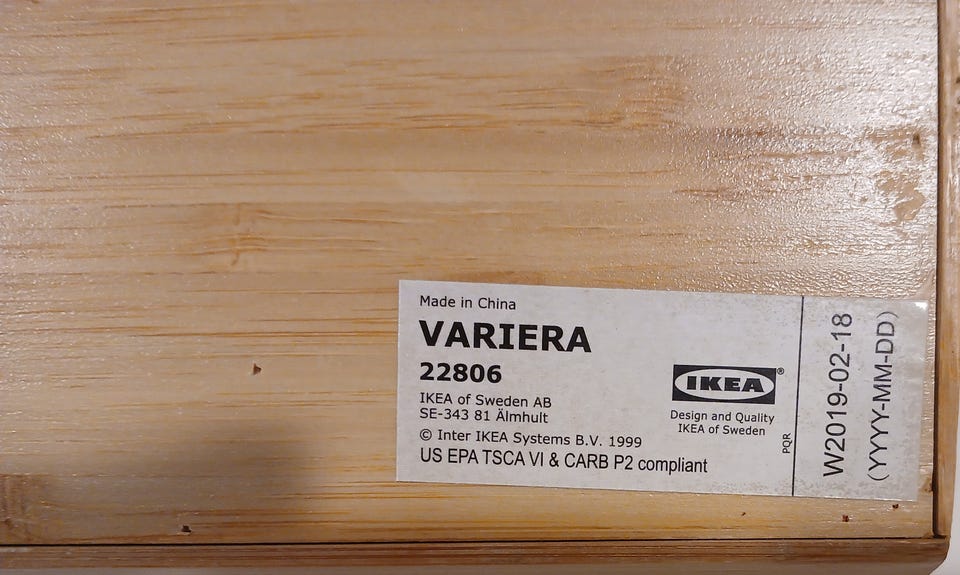 Made in China
VARIERA
22806
IKEA of Sweden AB
SE-343 81 Älmhult
© Inter IKEA Systems B.V. 1999
US EPA TSCA VI & CARB P2 compliant
IKEA®
Design and Quality
IKEA of Sweden
PQR
W2019-02-18
(YYYY-MM-DD)